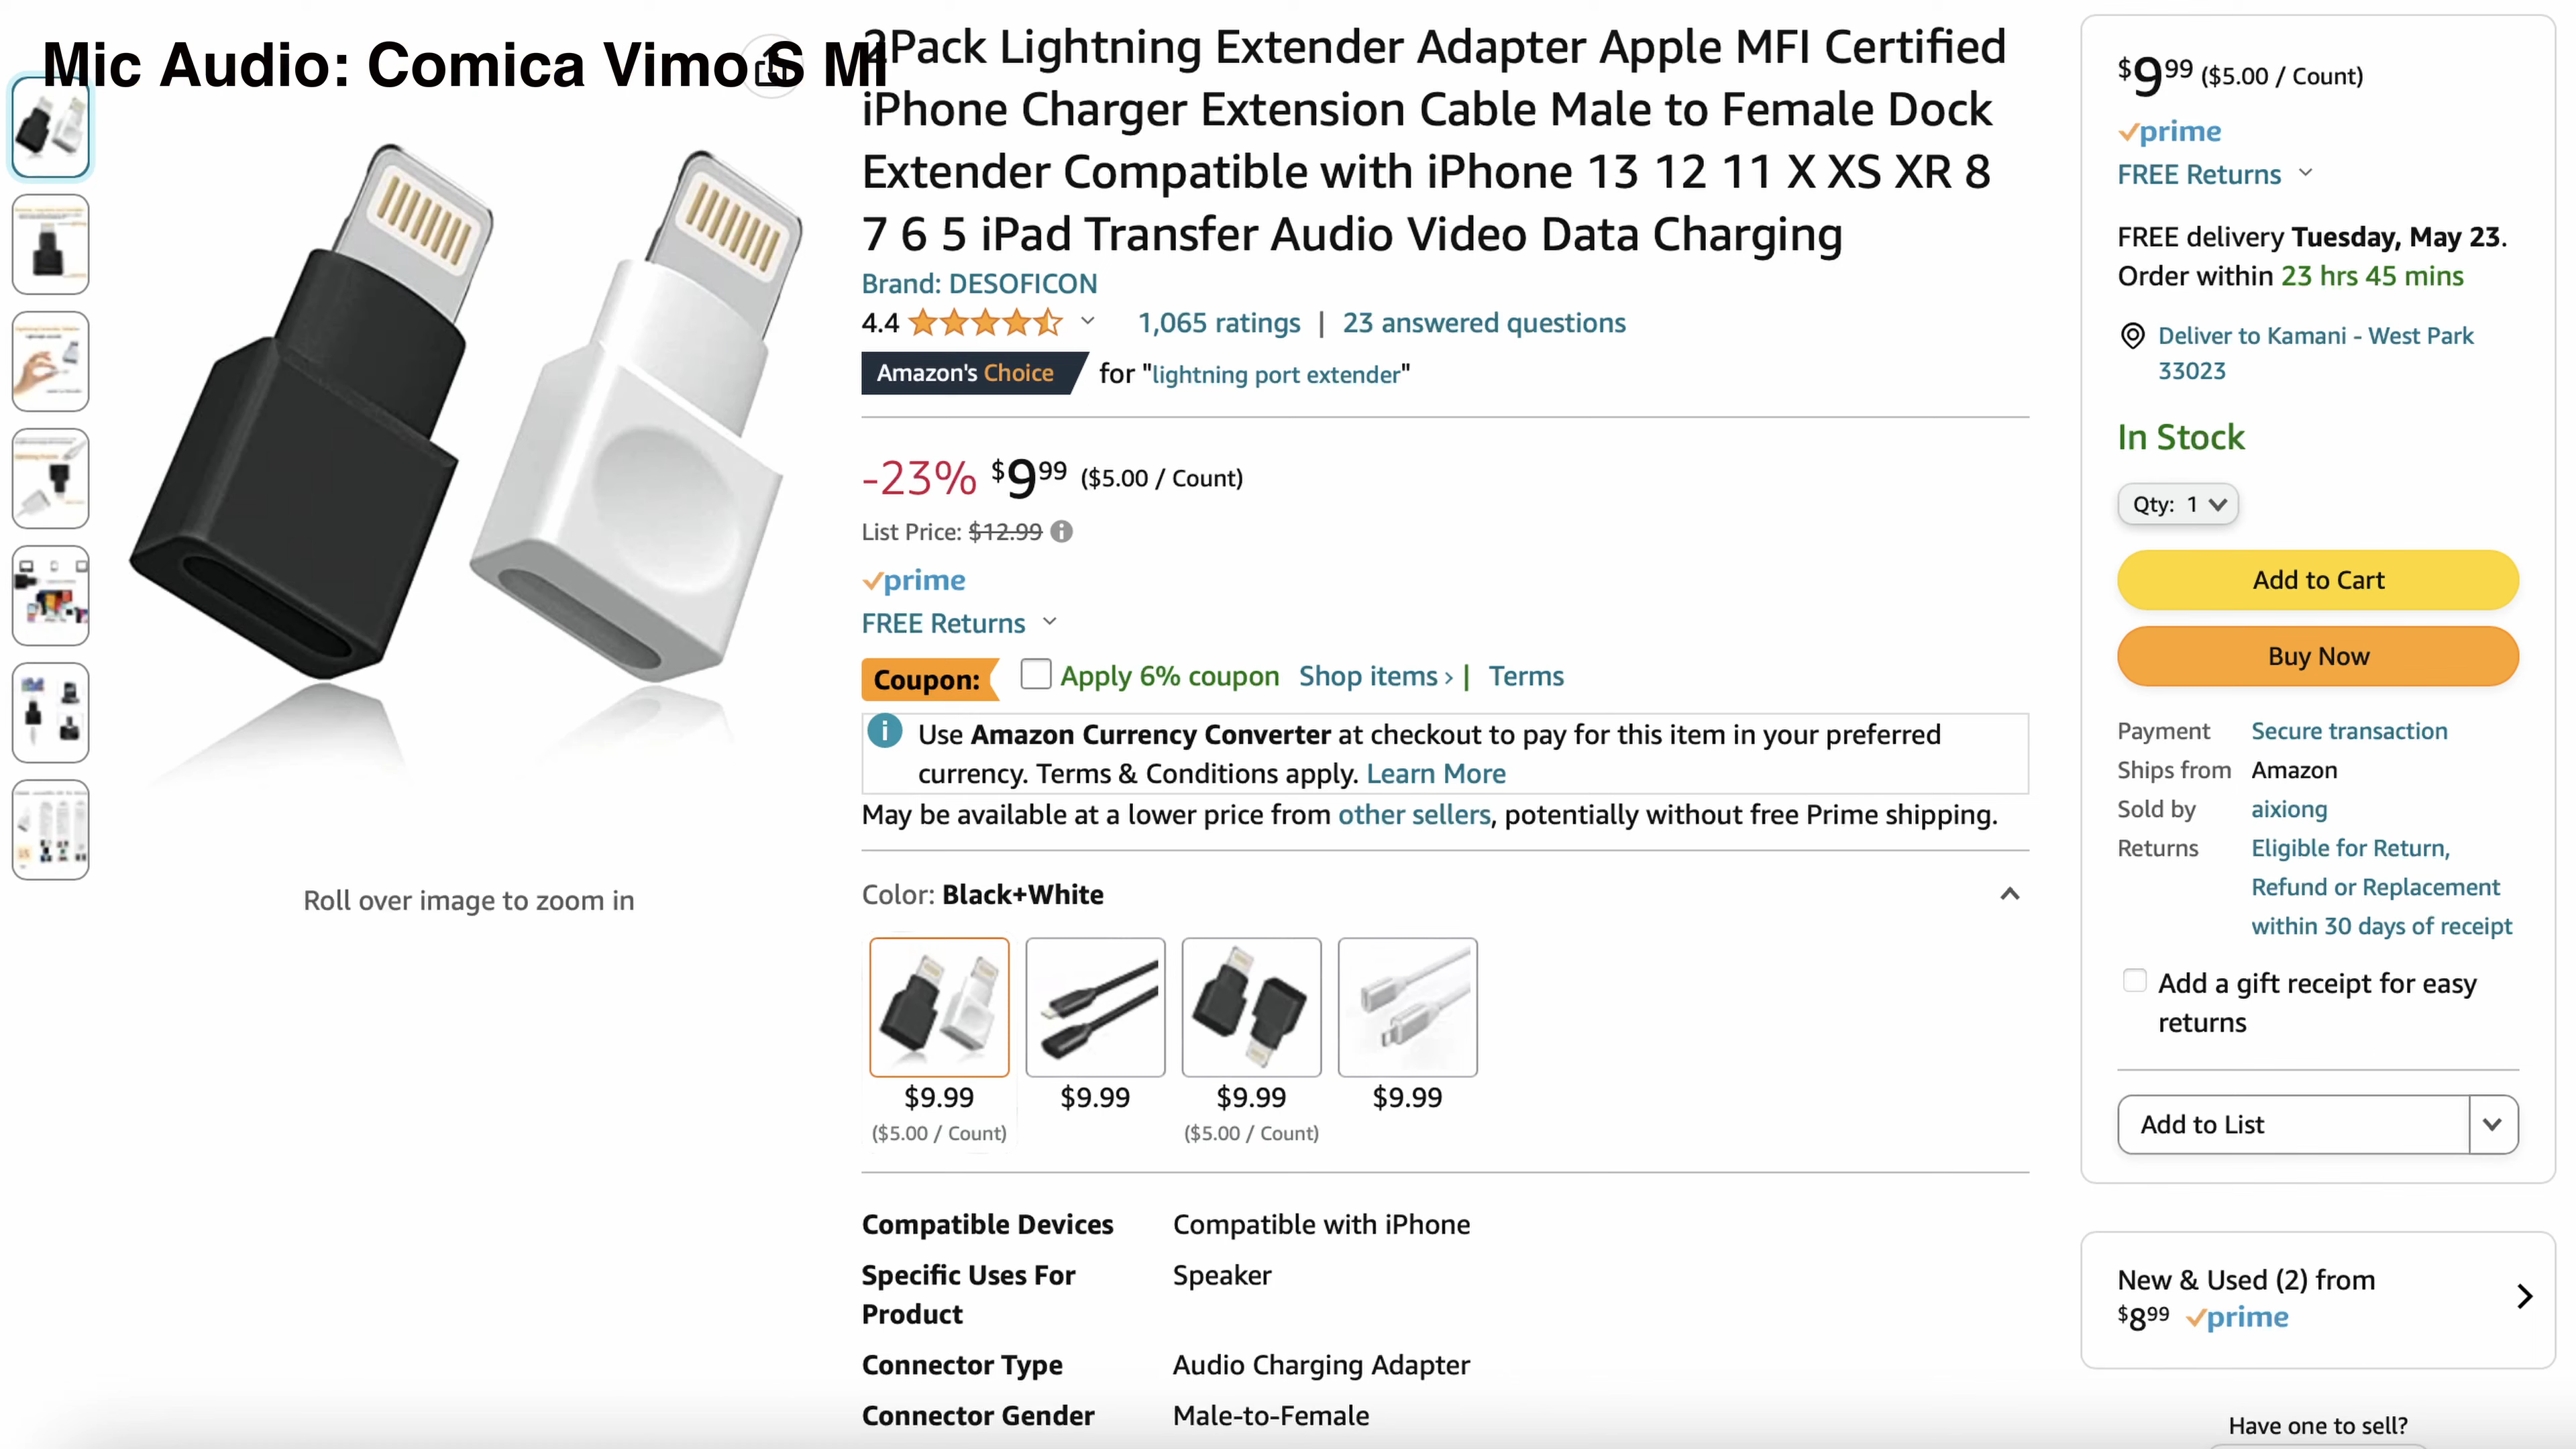 Mic Audio: Comica Vimo S MI
2Pack Lightning Extender Adapter Apple MFI Certified
iPhone Charger Extension Cable Male to Female Dock
Extender Compatible with iPhone 13 12 11 X XS XR 8
7 6 5 iPad Transfer Audio Video Data Charging
Brand: DESOFICON
4.4
1,065 ratings | 23 answered questions
Amazon's Choice for "lightning port extender"
-23% $9.99 ($5.00 / Count)
List Price: $12.99
prime
FREE Returns
Coupon: Apply 6% coupon Shop items › | Terms
Use Amazon Currency Converter at checkout to pay for this item in your preferred
currency. Terms & Conditions apply. Learn More
May be available at a lower price from other sellers, potentially without free Prime shipping.
Roll over image to zoom in
Color: Black+White
$9.99 $9.99 $9.99 $9.99
($5.00 / Count) ($5.00 / Count)
Compatible Devices Compatible with iPhone
Specific Uses For Speaker
Product
Connector Type Audio Charging Adapter
Connector Gender Male-to-Female
$9.99 ($5.00 / Count)
prime
FREE Returns
FREE delivery Tuesday, May 23.
Order within 23 hrs 45 mins
Deliver to Kamani - West Park
33023
In Stock
Qty: 1
Add to Cart
Buy Now
Payment Secure transaction
Ships from Amazon
Sold by aixiong
Returns Eligible for Return,
Refund or Replacement
within 30 days of receipt
Add a gift receipt for easy
returns
Add to List
New & Used (2) from
$8.99 prime
Have one to sell?